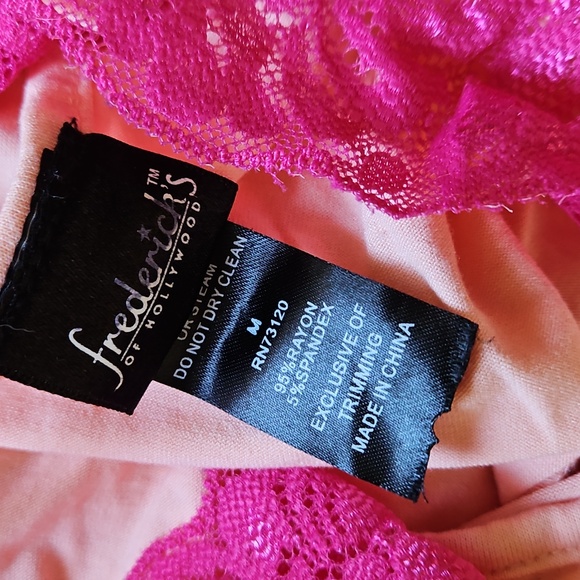 frederick's™
OF HOLLYWOOD
OR STEAM
DO NOT DRY CLEAN
M
RN73120
95%RAYON
5%SPANDEX
EXCLUSIVE OF
TRIMMING
MADE IN CHINA